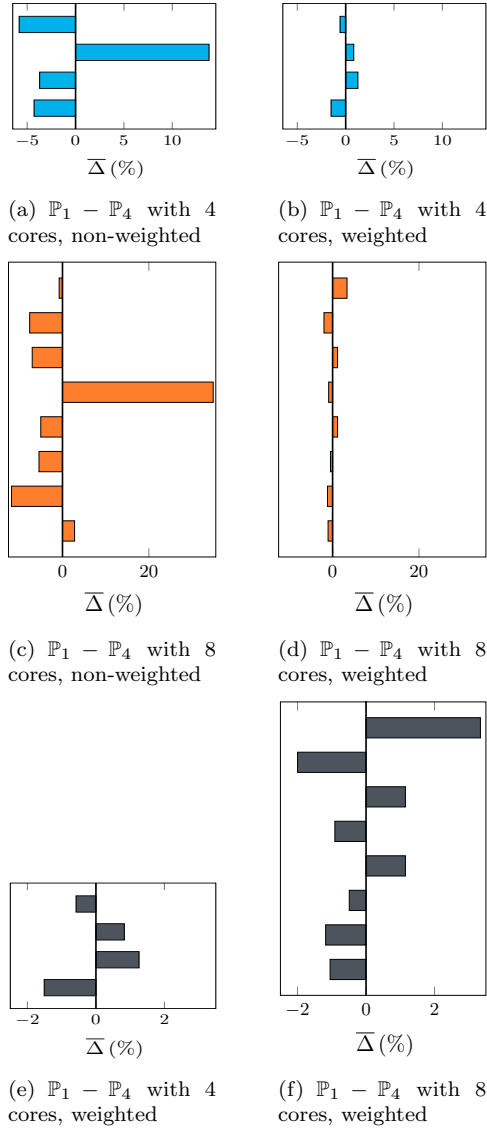 −5 0 5 10
Δ̅ (%)
(a) ℙ₁ − ℙ₄ with 4
cores, non-weighted
−5 0 5 10
Δ̅ (%)
(b) ℙ₁ − ℙ₄ with 4
cores, weighted
0 20
Δ̅ (%)
(c) ℙ₁ − ℙ₄ with 8
cores, non-weighted
0 20
Δ̅ (%)
(d) ℙ₁ − ℙ₄ with 8
cores, weighted
−2 0 2
Δ̅ (%)
(e) ℙ₁ − ℙ₄ with 4
cores, weighted
−2 0 2
Δ̅ (%)
(f) ℙ₁ − ℙ₄ with 8
cores, weighted